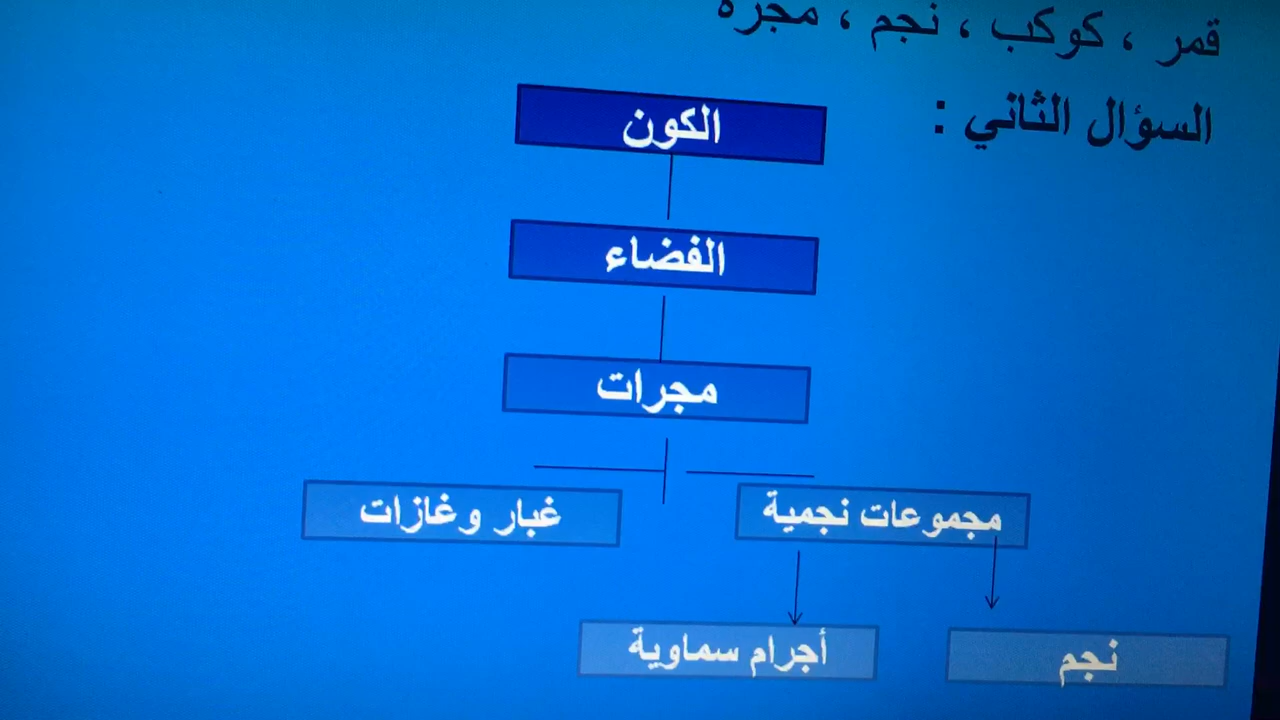 قمر ، كوكب ، نجم ، مجرة
السؤال الثاني :
الكون
الفضاء
مجرات
مجموعات نجمية
غبار وغازات
نجم
أجرام سماوية